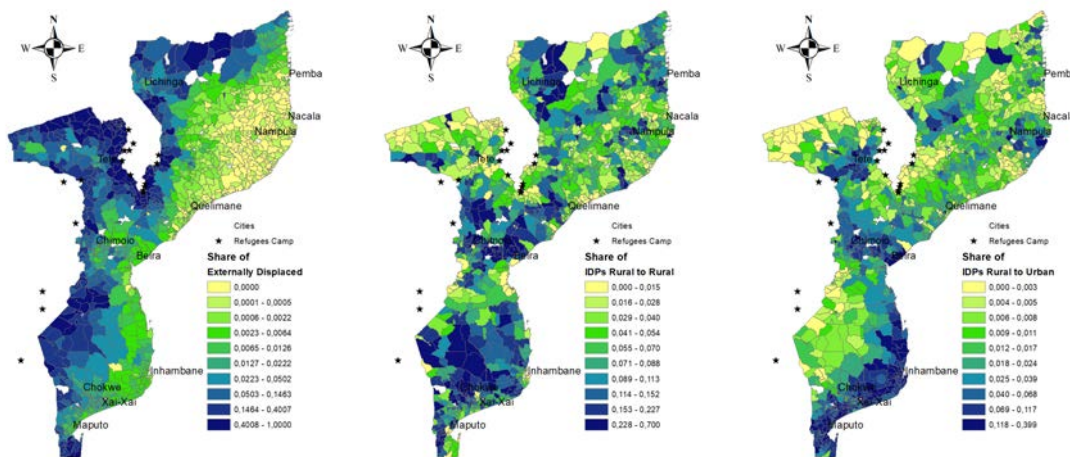 N
W E
S
Lichinga
Pemba
Nacala
Nampula
Tete
Quelimane
Chimoio
Beira
Inhambane
Chokwe
Xai-Xai
Maputo
Cities
Refugees Camp
Share of
Externally Displaced
0,0000
0,0001 - 0,0005
0,0006 - 0,0022
0,0023 - 0,0064
0,0065 - 0,0126
0,0127 - 0,0222
0,0223 - 0,0502
0,0503 - 0,1463
0,1464 - 0,4007
0,4008 - 1,0000
N
W E
S
Lichinga
Pemba
Nacala
Nampula
Tete
Quelimane
Chimoio
Beira
Inhambane
Chokwe
Xai-Xai
Maputo
Cities
Refugees Camp
Share of
IDPs Rural to Rural
0,000 - 0,015
0,016 - 0,028
0,029 - 0,040
0,041 - 0,054
0,055 - 0,070
0,071 - 0,088
0,089 - 0,113
0,114 - 0,152
0,153 - 0,227
0,228 - 0,700
N
W E
S
Lichinga
Pemba
Nacala
Nampula
Tete
Quelimane
Chimoio
Beira
Inhambane
Chokwe
Xai-Xai
Maputo
Cities
Refugees Camp
Share of
IDPs Rural to Urban
0,000 - 0,003
0,004 - 0,005
0,006 - 0,008
0,009 - 0,011
0,012 - 0,017
0,018 - 0,024
0,025 - 0,039
0,040 - 0,068
0,069 - 0,117
0,118 - 0,399